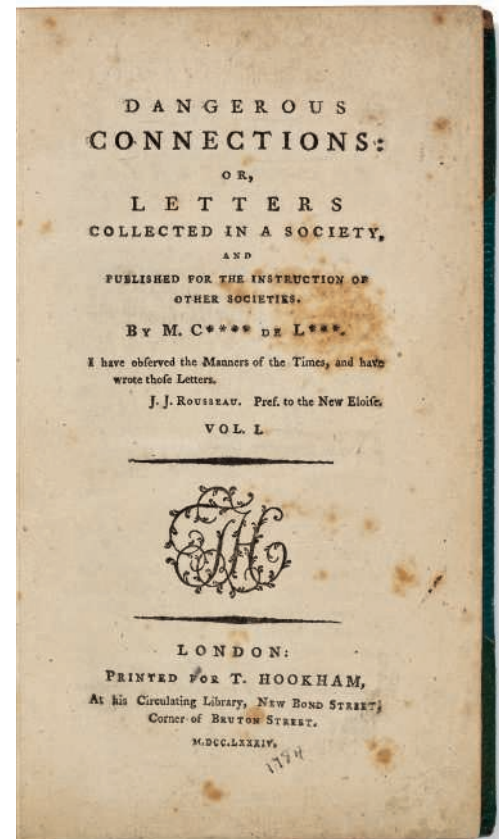 DANGEROUS
CONNECTIONS:
OR,
LETTERS
COLLECTED IN A SOCIETY,
AND
PUBLISHED FOR THE INSTRUCTION OF
OTHER SOCIETIES.
BY M. C**** DE L***.
I have obſerved the Manners of the Times, and have
wrote thoſe Letters.
J. J. ROUSSEAU. Pref. to the New Eloiſe.
VOL. I.
TH
LONDON:
PRINTED FOR T. HOOKHAM,
At his Circulating Library, NEW BOND STREET,
Corner of BRUTON STREET.
M.DCC.LXXXIV.
1784